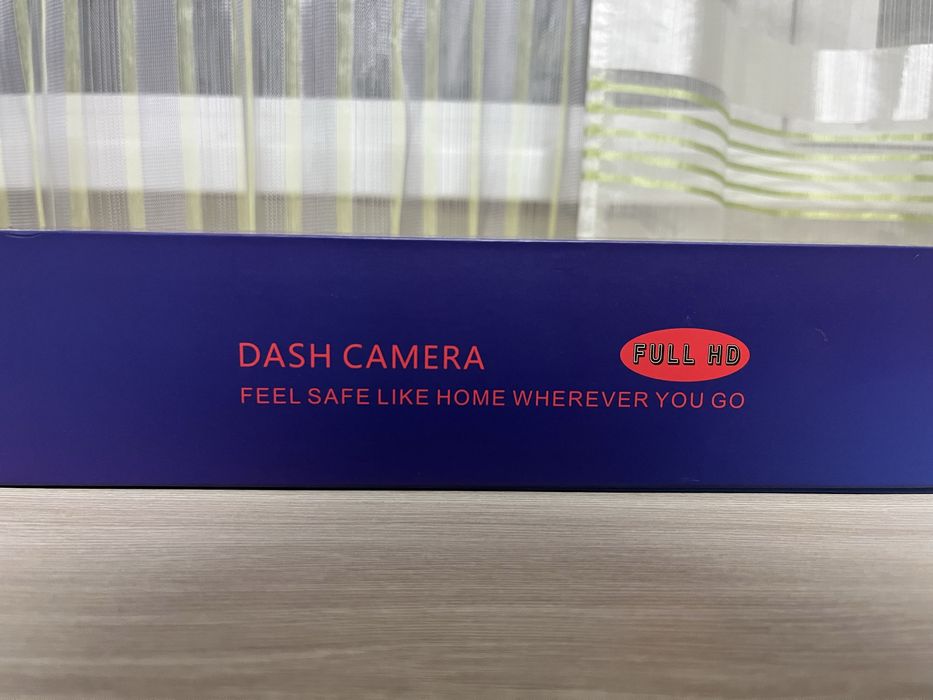 DASH CAMERA
FULL HD
FEEL SAFE LIKE HOME WHEREVER YOU GO